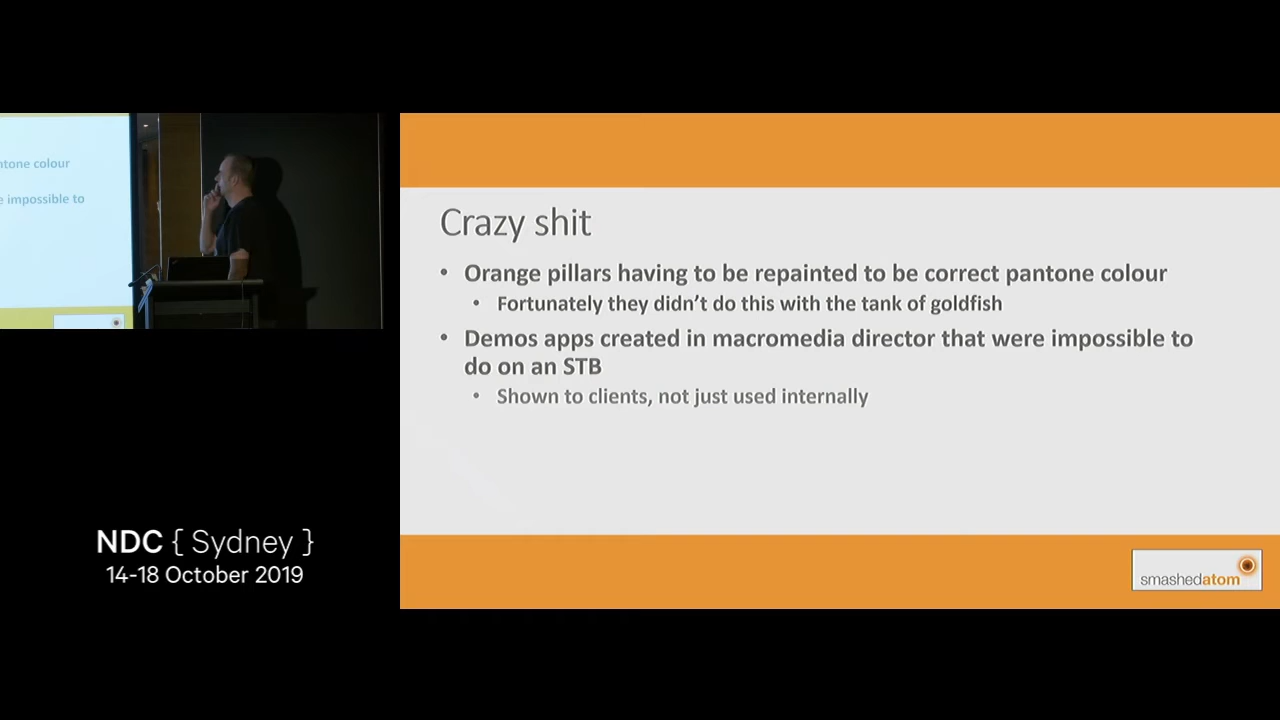 ntone colour
e impossible to
Crazy shit
• Orange pillars having to be repainted to be correct pantone colour
• Fortunately they didn't do this with the tank of goldfish
• Demos apps created in macromedia director that were impossible to
do on an STB
• Shown to clients, not just used internally
NDC { Sydney }
14-18 October 2019
smashedatom